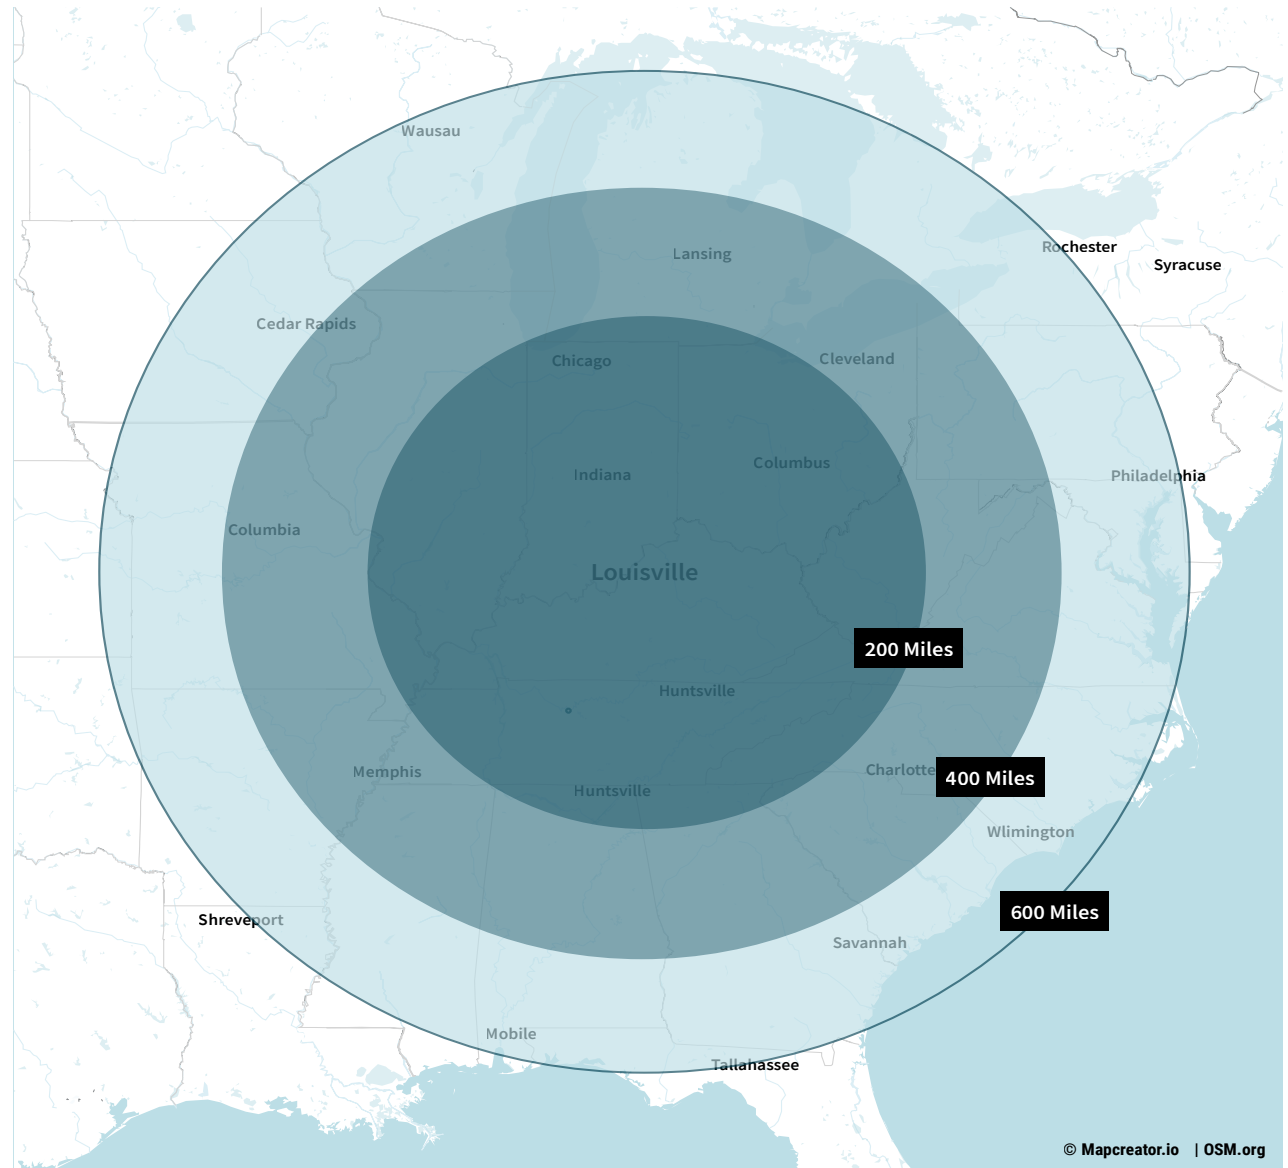 Wausau
Rochester
Lansing
Syracuse
Cedar Rapids
Chicago
Cleveland
Columbus
Indiana
Philadelphia
Columbia
Louisville
200 Miles
Huntsville
Memphis
Charlotte
400 Miles
Huntsville
Wlimington
600 Miles
Shreveport
Savannah
Mobile
Tallahassee
© Mapcreator.io | OSM.org